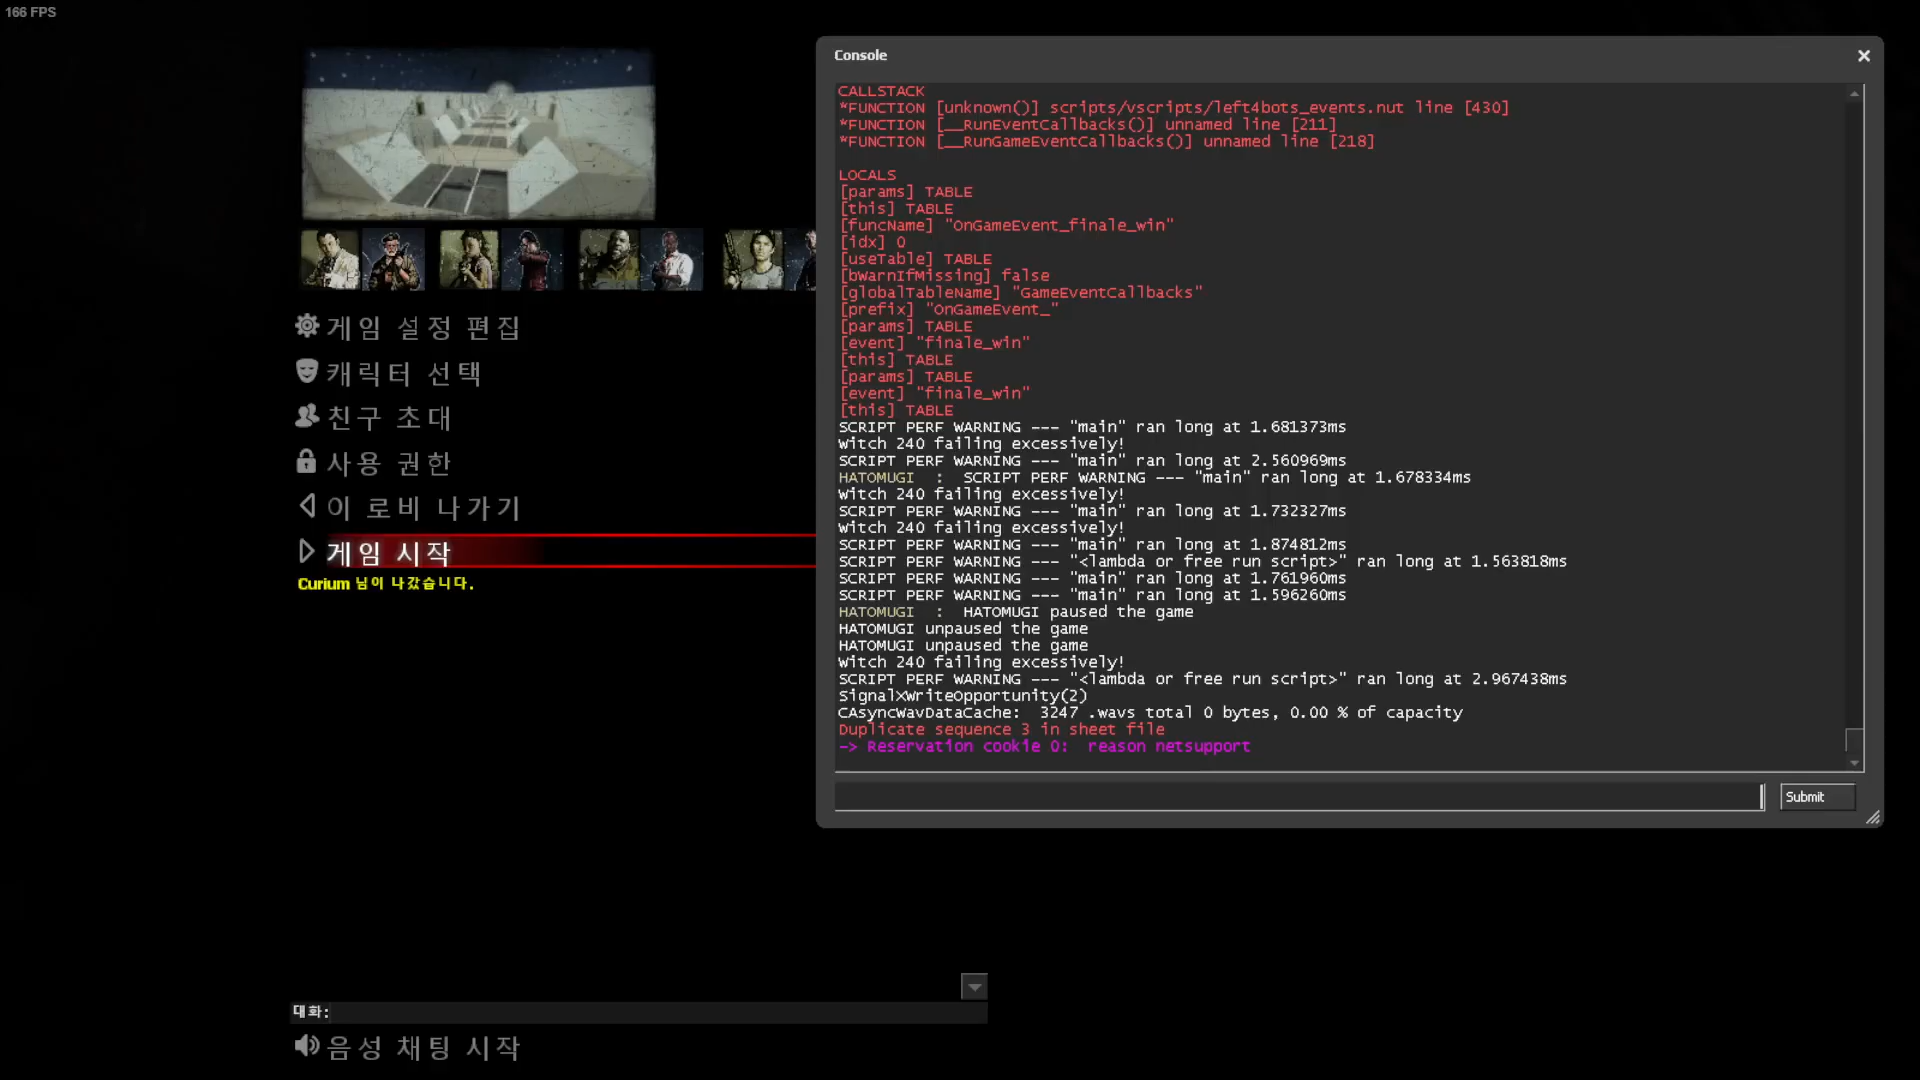 166 FPS
게임 설정 편집
캐릭터 선택
친구 초대
사용 권한
이 로비 나가기
게임 시작
Curium 님이 나갔습니다.
대화:
음성 채팅 시작
Console
CALLSTACK
*FUNCTION [unknown()] scripts/vscripts/left4bots_events.nut line [430]
*FUNCTION [__RunEventCallbacks()] unnamed line [211]
*FUNCTION [__RunGameEventCallbacks()] unnamed line [218]
LOCALS
[params] TABLE
[this] TABLE
[funcName] "OnGameEvent_finale_win"
[idx] 0
[useTable] TABLE
[bWarnIfMissing] false
[globalTableName] "GameEventCallbacks"
[prefix] "OnGameEvent_"
[params] TABLE
[event] "finale_win"
[this] TABLE
[params] TABLE
[event] "finale_win"
[this] TABLE
SCRIPT PERF WARNING --- "main" ran long at 1.681373ms
Witch 240 failing excessively!
SCRIPT PERF WARNING --- "main" ran long at 2.560969ms
HATOMUGI : SCRIPT PERF WARNING --- "main" ran long at 1.678334ms
Witch 240 failing excessively!
SCRIPT PERF WARNING --- "main" ran long at 1.732327ms
Witch 240 failing excessively!
SCRIPT PERF WARNING --- "main" ran long at 1.874812ms
SCRIPT PERF WARNING --- "<lambda or free run script>" ran long at 1.563818ms
SCRIPT PERF WARNING --- "main" ran long at 1.761960ms
SCRIPT PERF WARNING --- "main" ran long at 1.596260ms
HATOMUGI : HATOMUGI paused the game
HATOMUGI unpaused the game
HATOMUGI unpaused the game
Witch 240 failing excessively!
SCRIPT PERF WARNING --- "<lambda or free run script>" ran long at 2.967438ms
SignalXWriteOpportunity(2)
CAsyncWavDataCache: 3247 .wavs total 0 bytes, 0.00 % of capacity
Duplicate sequence 3 in sheet file
-> Reservation cookie 0: reason netsupport
Submit